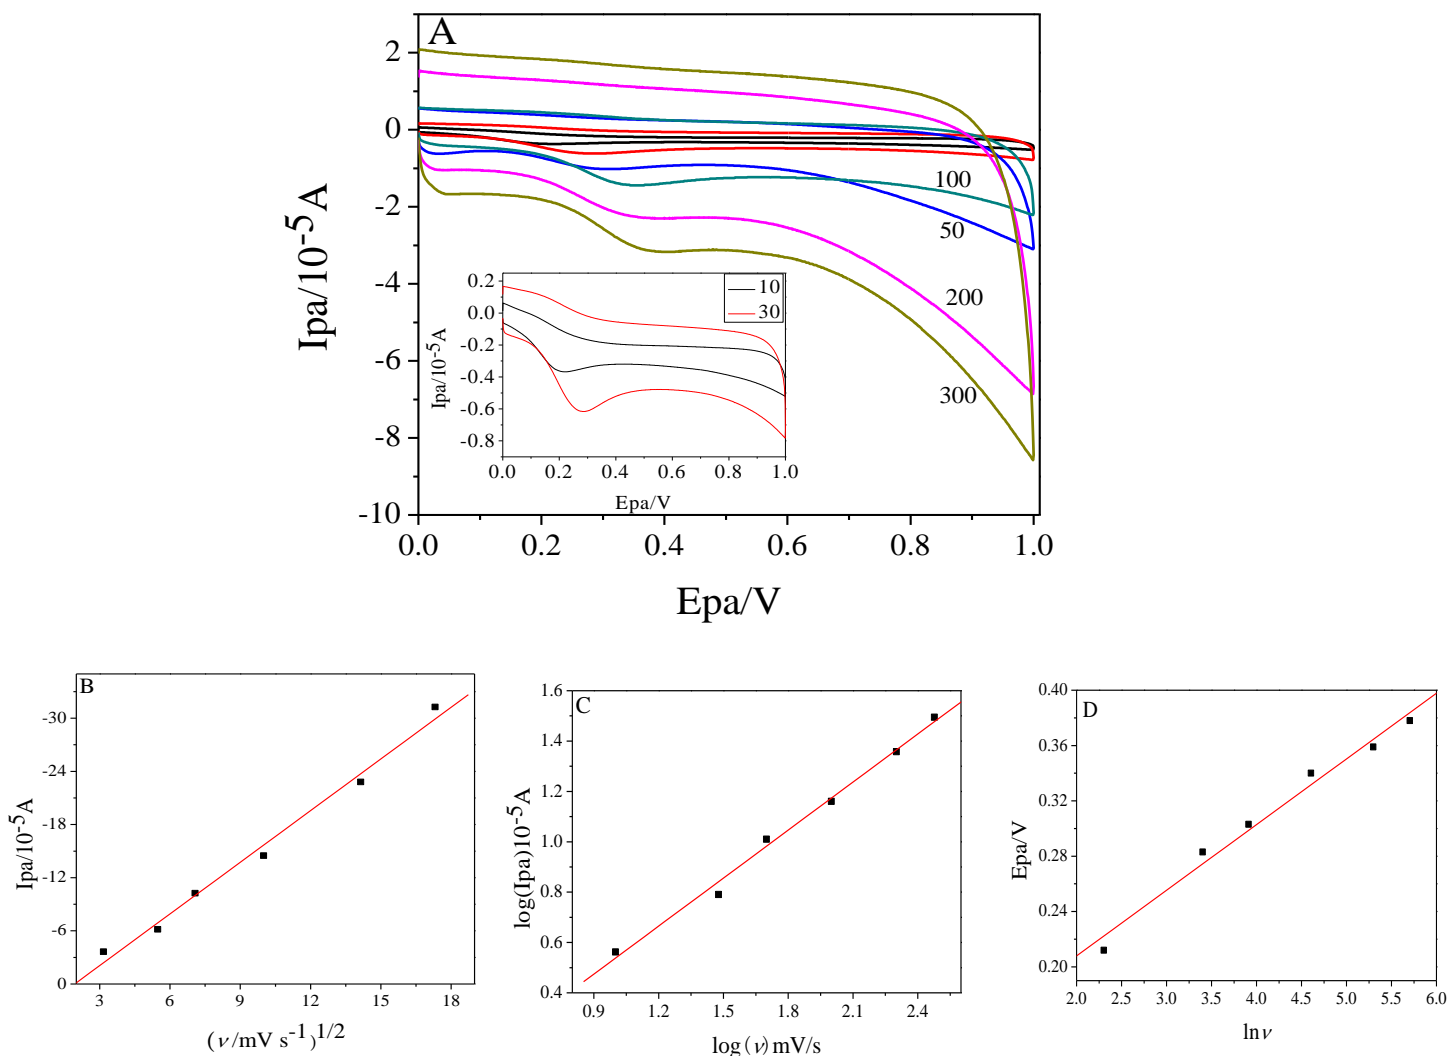 A
2
0
-2
-4
-6
-8
-10
0.0 0.2 0.4 0.6 0.8 1.0
Ipa/10⁻⁵A
Epa/V
100
50
200
300
10
30
0.2
0.0
-0.2
-0.4
-0.6
-0.8
0.0 0.2 0.4 0.6 0.8 1.0
Ipa/10⁻⁵A
Epa/V
B
-30
-24
-18
-12
-6
0
3 6 9 12 15 18
Ipa/10⁻⁵A
(ν/mV s⁻¹)¹/²
C
1.6
1.4
1.2
1.0
0.8
0.6
0.4
0.9 1.2 1.5 1.8 2.1 2.4
log(Ipa)10⁻⁵A
log(ν)mV/s
D
0.40
0.36
0.32
0.28
0.24
0.20
2.0 2.5 3.0 3.5 4.0 4.5 5.0 5.5 6.0
Epa/V
lnν